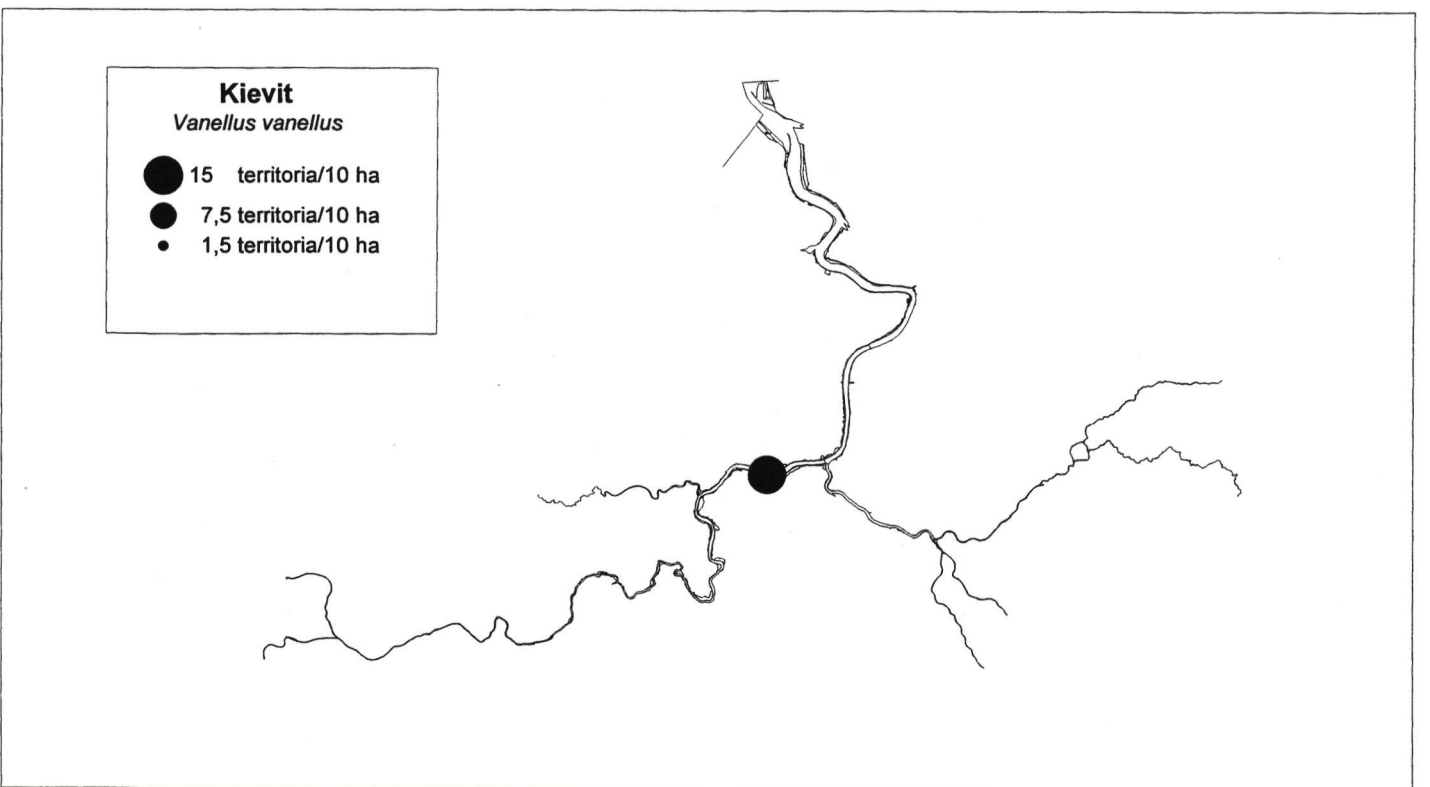 Kievit
Vanellus vanellus
15 territoria/10 ha
7,5 territoria/10 ha
1,5 territoria/10 ha